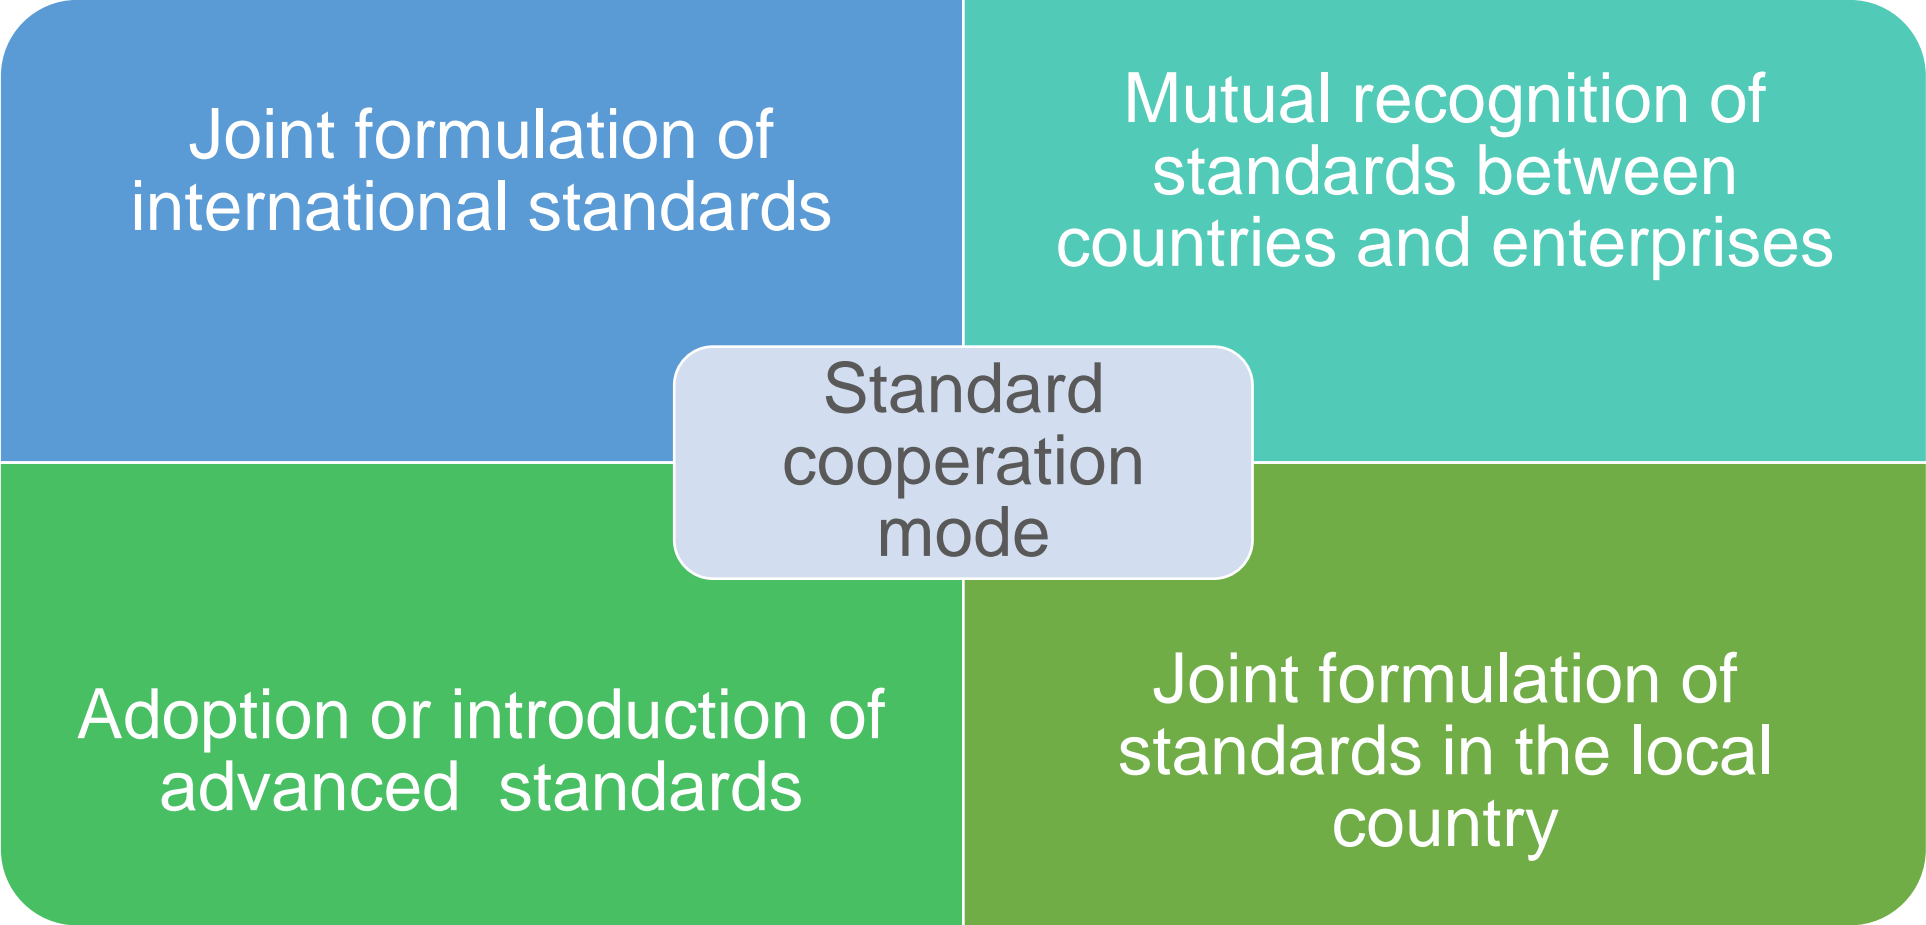 Joint formulation of
international standards
Mutual recognition of
standards between
countries and enterprises
Standard
cooperation
mode
Adoption or introduction of
advanced  standards
Joint formulation of
standards in the local
country